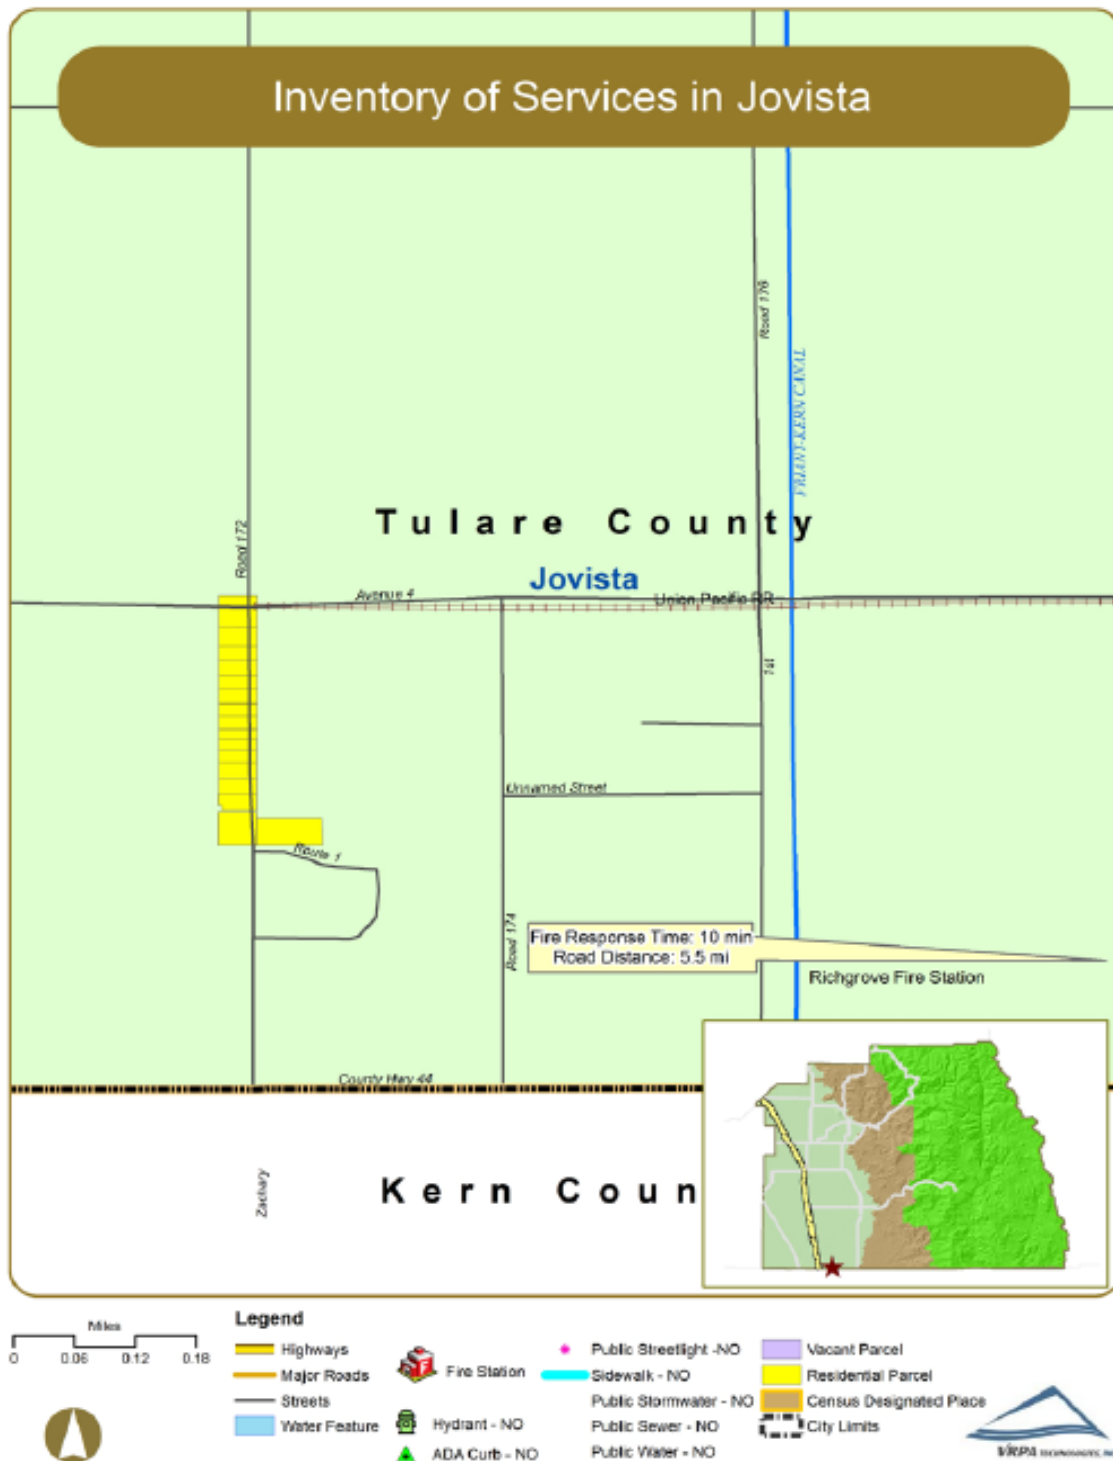 Inventory of Services in Jovista
Road 176
FRIANT-KERN CANAL
Tulare County
Road 172
Jovista
Avenue 4
Union Pacific RR
1st
Unnamed Street
Route 1
Road 174
Fire Response Time: 10 min
Road Distance: 5.5 mi
Richgrove Fire Station
County Hwy 44
Zachary
Kern Coun
Miles
0 0.06 0.12 0.18
Legend
Highways
Major Roads
Streets
Water Feature
Fire Station
Hydrant - NO
ADA Curb - NO
Public Streetlight -NO
Sidewalk - NO
Public Stormwater - NO
Public Sewer - NO
Public Water - NO
Vacant Parcel
Residential Parcel
Census Designated Place
City Limits
VRPA TECHNOLOGIES, INC